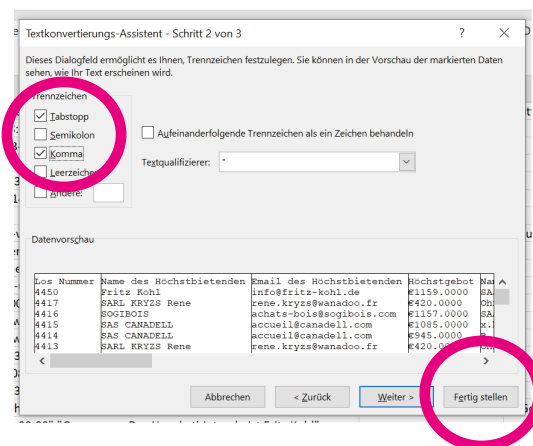 Textkonvertierungs-Assistent - Schritt 2 von 3
Dieses Dialogfeld ermöglicht es Ihnen, Trennzeichen festzulegen. Sie können in der Vorschau der markierten Daten
sehen, wie Ihr Text erscheinen wird.
Trennzeichen
Tabstopp
Semikolon
Komma
Leerzeichen
Andere:
Aufeinanderfolgende Trennzeichen als ein Zeichen behandeln
Textqualifizierer: "
Datenvorschau
Los Nummer Name des Höchstbietenden Email des Höchstbietenden Höchstgebot
4450 Fritz Kohl info@fritz-kohl.de €1159.0000
4417 SARL KRYZS Rene rene.kryzs@wanadoo.fr €420.0000
4416 SOGIBOIS achats-bois@sogibois.com €1157.0000
4415 SAS CANADELL accueil@canadell.com €1085.0000
4414 SAS CANADELL accueil@canadell.com €945.0000
4413 SARL KRYZS Rene rene.kryzs@wanadoo.fr €420.00
Abbrechen < Zurück Weiter > Fertig stellen